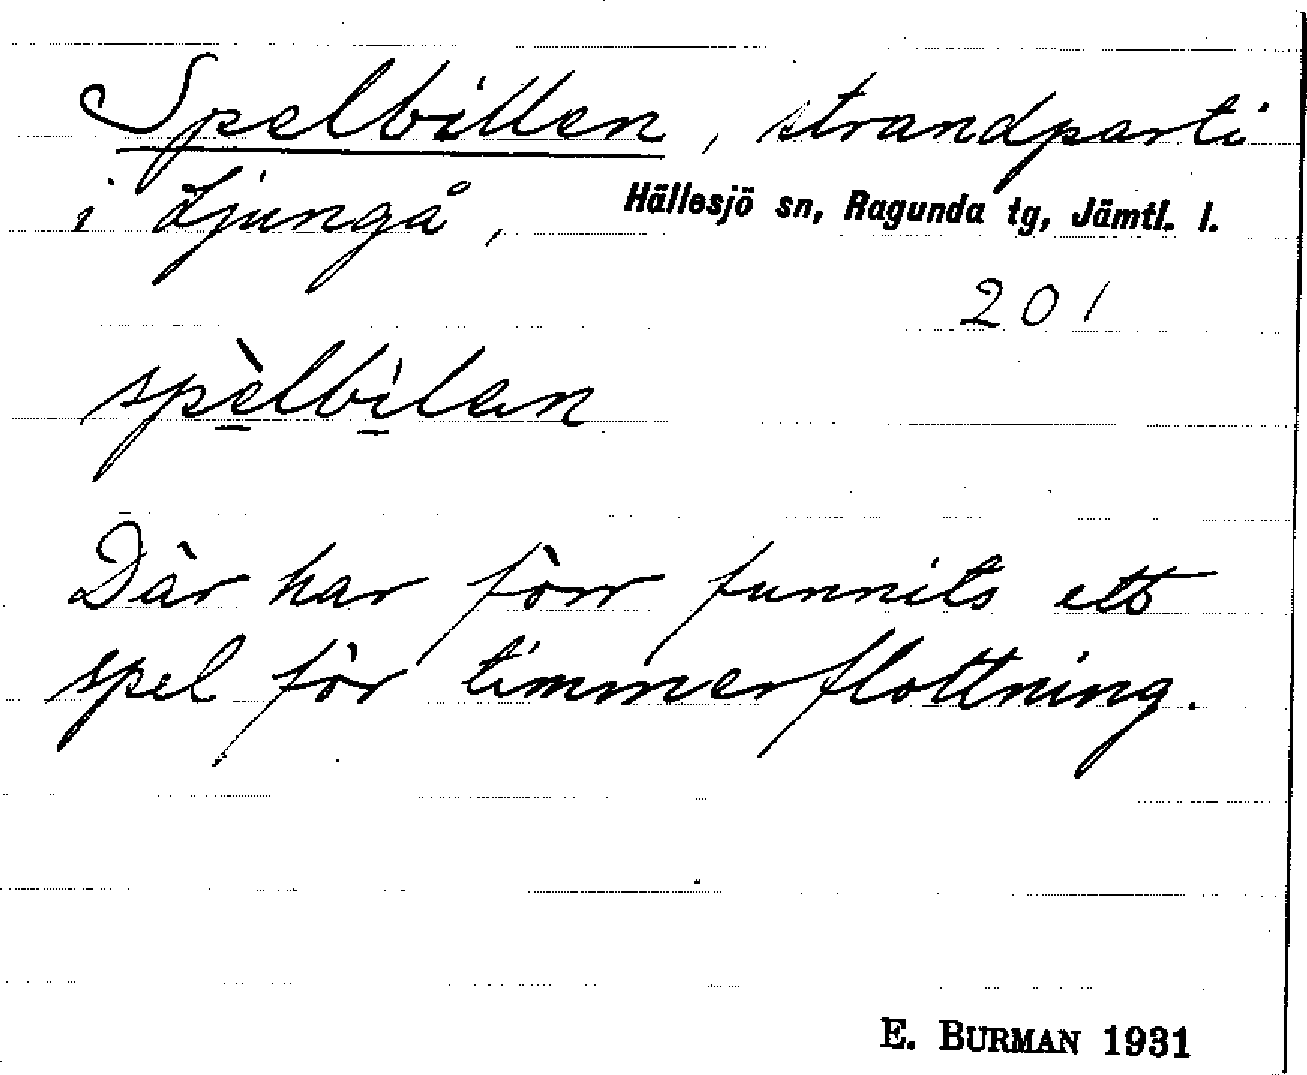 Spelbillen, strandparti
i Ljungå, Hällesjö sn, Ragunda tg, Jämtl. l.
201
spèlbìlan
Där har förr funnits ett
spel för timmerflottning.
E. BURMAN 1931